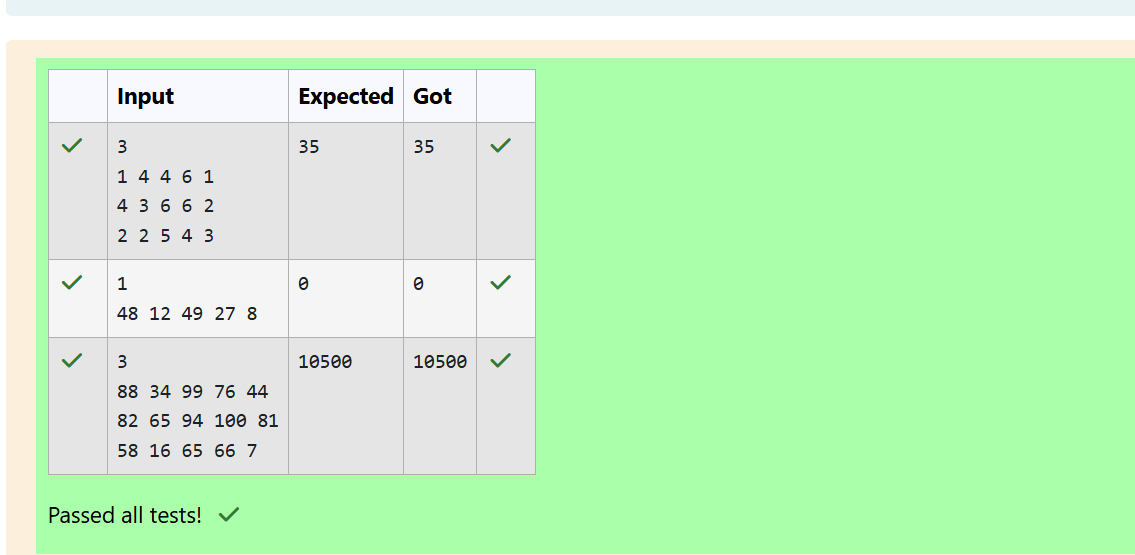 Input Expected Got
3 35 35
1 4 4 6 1
4 3 6 6 2
2 2 5 4 3
1 0 0
48 12 49 27 8
3 10500 10500
88 34 99 76 44
82 65 94 100 81
58 16 65 66 7
Passed all tests!